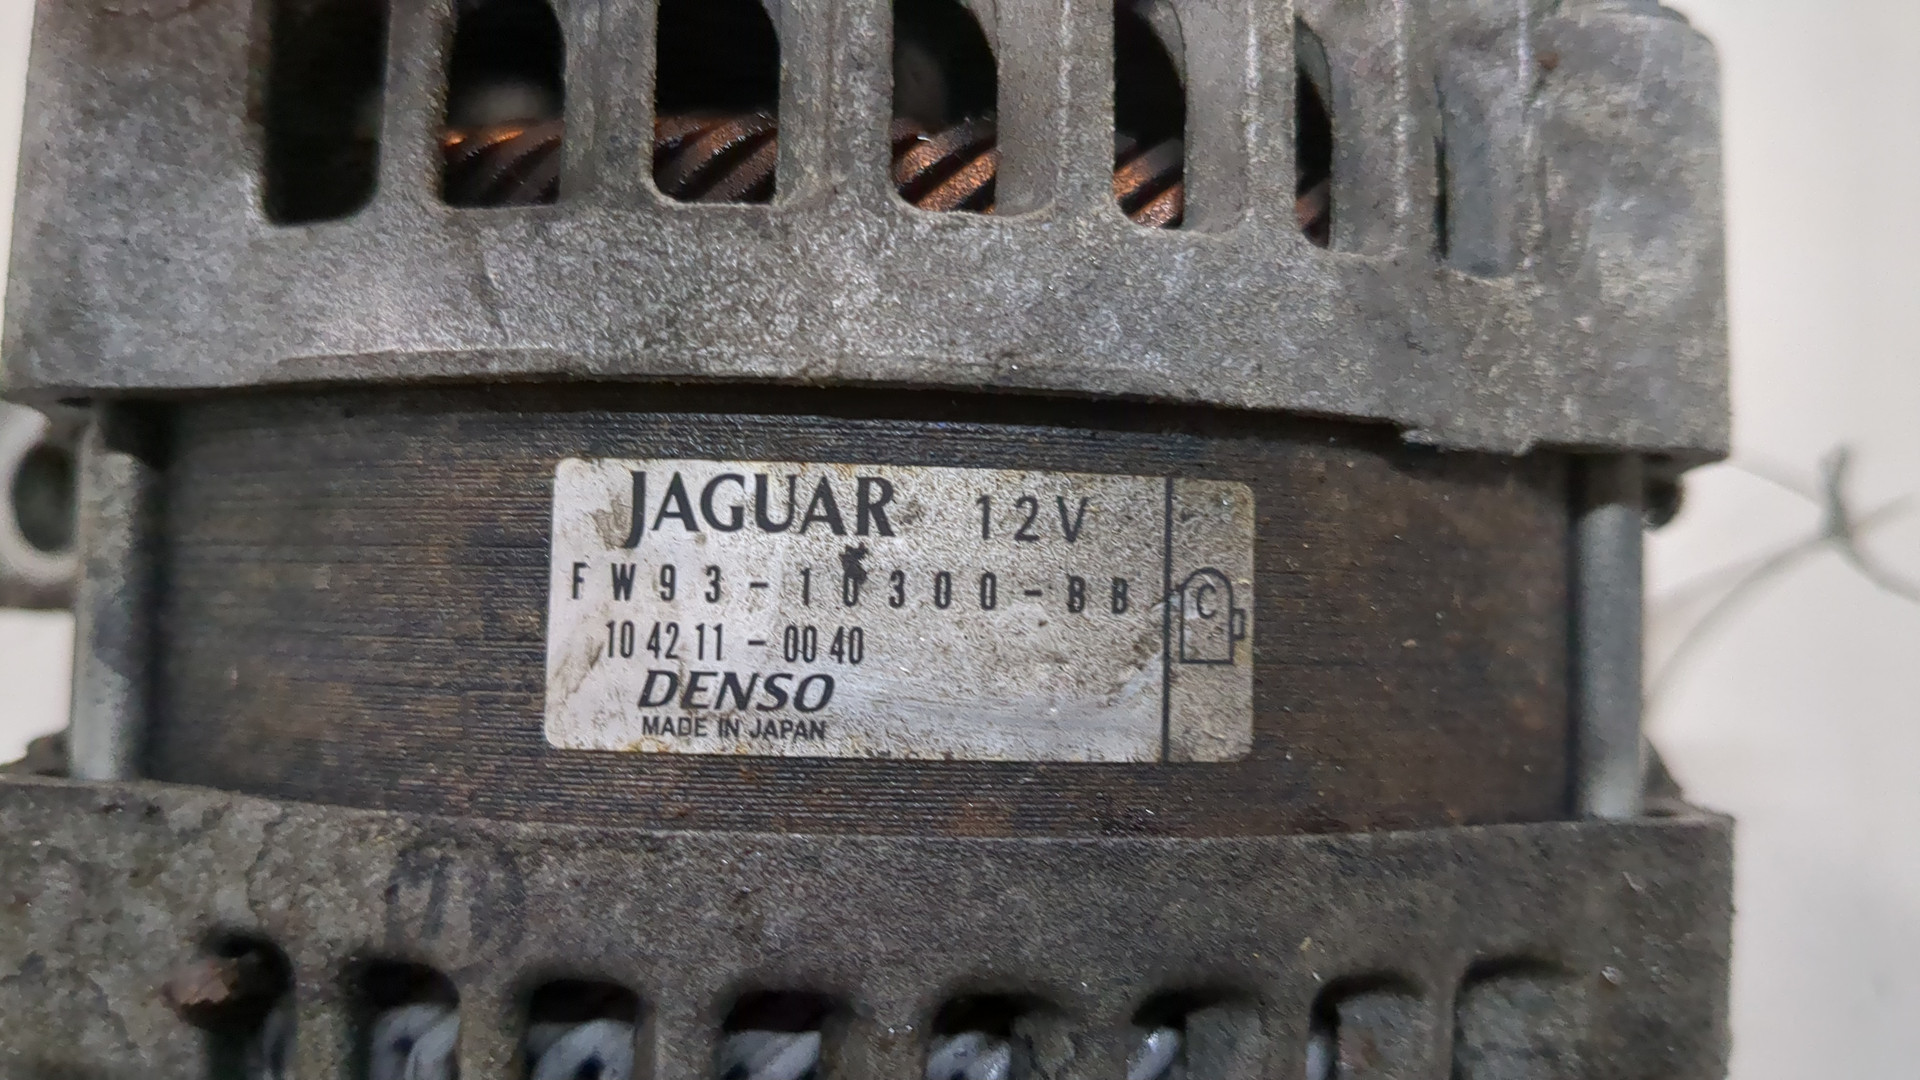 JAGUAR 12V
FW93-10300-BB
104211-0040
DENSO
MADE IN JAPAN
C